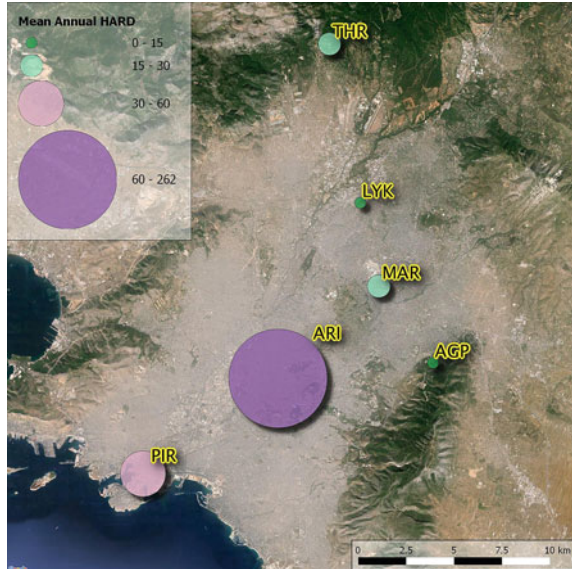 Mean Annual HARD
0 - 15
15 - 30
30 - 60
60 - 262
THR
LYK
MAR
ARI
AGP
PIR
0 2.5 5 7.5 10 km